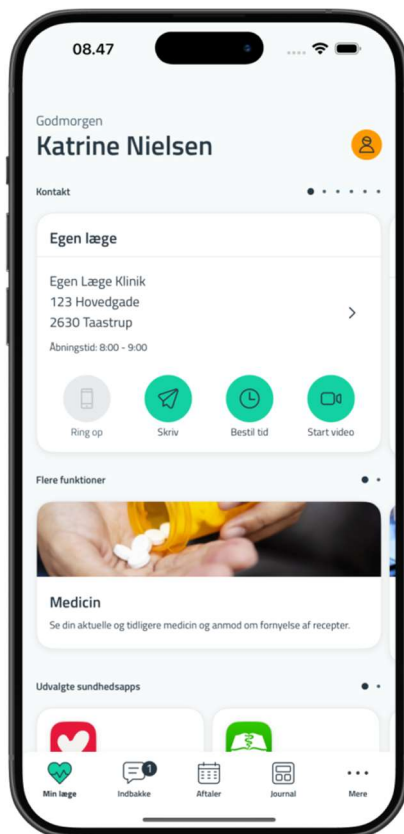 08.47
Godmorgen
Katrine Nielsen
Kontakt
Egen læge
Egen Læge Klinik
123 Hovedgade
2630 Taastrup
Åbningstid: 8:00 - 9:00
Ring op Skriv Bestil tid Start video
Flere funktioner
Medicin
Se din aktuelle og tidligere medicin og anmod om fornyelse af recepter.
Udvalgte sundhedsapps
1
Min læge Indbakke Aftaler Journal Mere